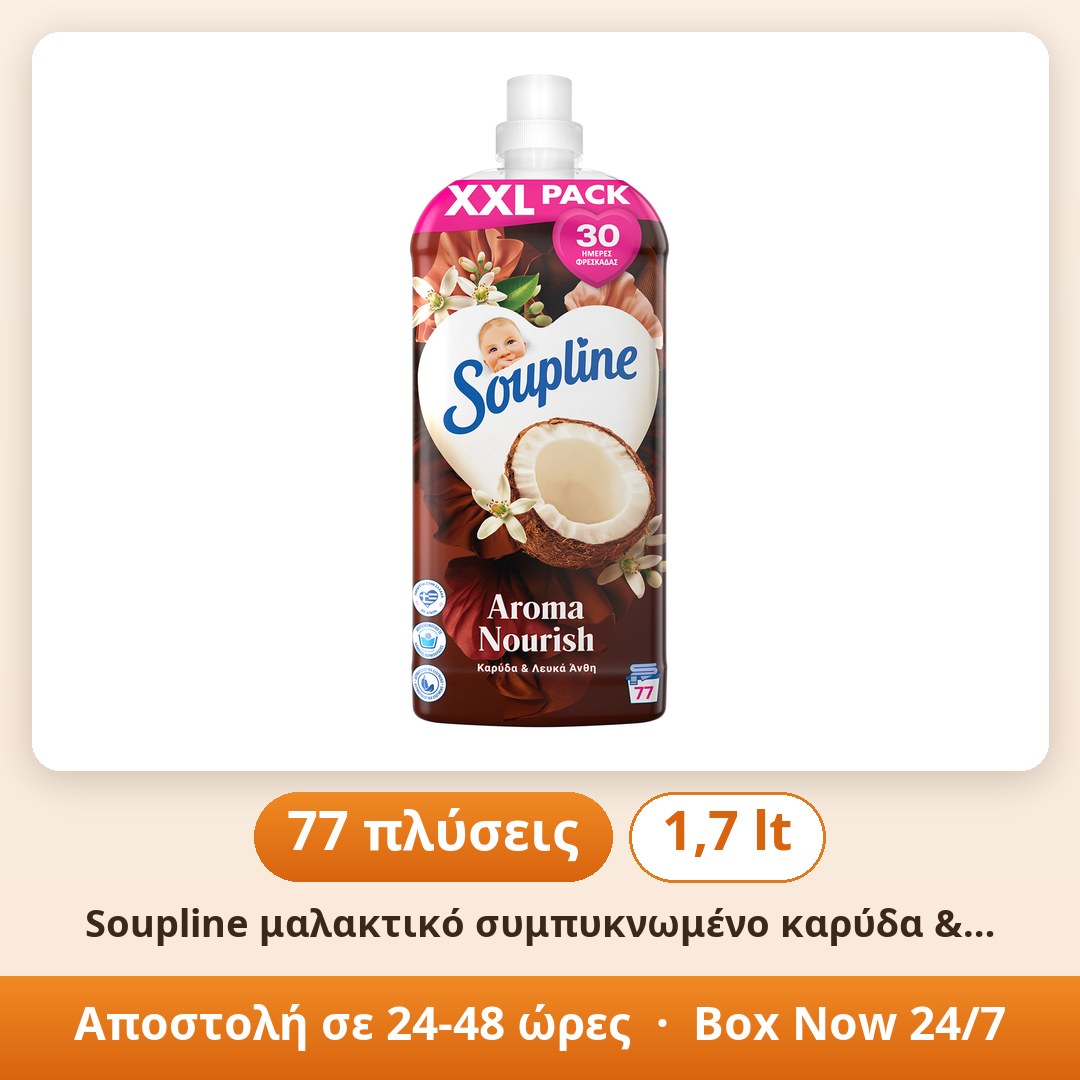 XXL PACK
30
ΗΜΕΡΕΣ
ΦΡΕΣΚΑΔΑΣ
Soupline
Aroma
Nourish
Καρύδα & Λευκά Άνθη
77
77 πλύσεις
1,7 lt
Soupline μαλακτικό συμπυκνωμένο καρύδα &...
Αποστολή σε 24-48 ώρες · Box Now 24/7